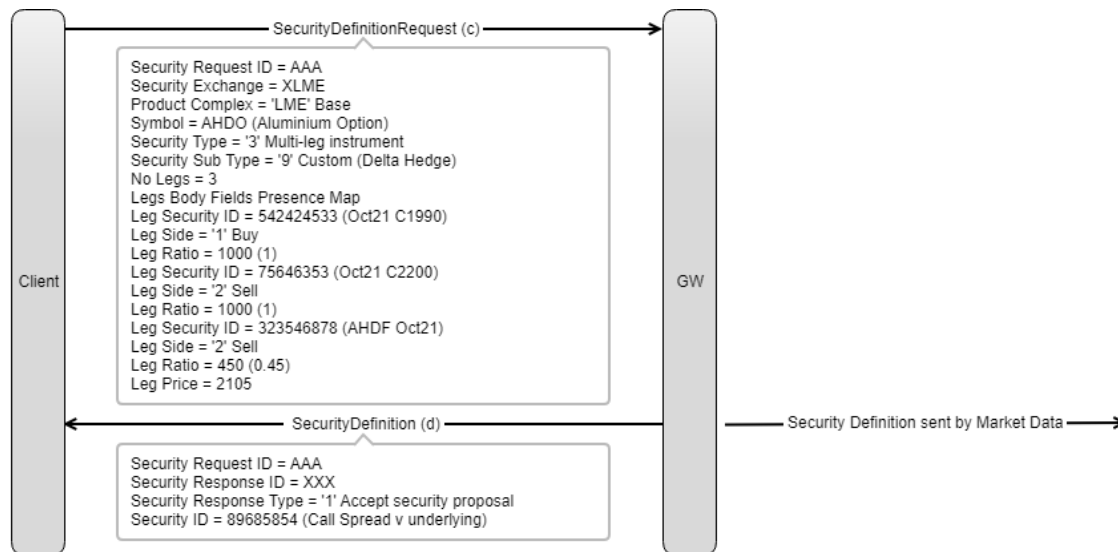 SecurityDefinitionRequest (c)
Security Request ID = AAA
Security Exchange = XLME
Product Complex = 'LME' Base
Symbol = AHDO (Aluminium Option)
Security Type = '3' Multi-leg instrument
Security Sub Type = '9' Custom (Delta Hedge)
No Legs = 3
Legs Body Fields Presence Map
Leg Security ID = 542424533 (Oct21 C1990)
Leg Side = '1' Buy
Leg Ratio = 1000 (1)
Leg Security ID = 75646353 (Oct21 C2200)
Leg Side = '2' Sell
Leg Ratio = 1000 (1)
Leg Security ID = 323546878 (AHDF Oct21)
Leg Side = '2' Sell
Leg Ratio = 450 (0.45)
Leg Price = 2105
Client
GW
SecurityDefinition (d)
Security Definition sent by Market Data
Security Request ID = AAA
Security Response ID = XXX
Security Response Type = '1' Accept security proposal
Security ID = 89685854 (Call Spread v underlying)